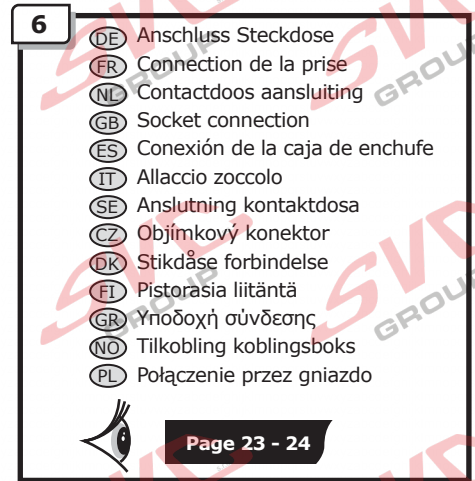 6
DE Anschluss Steckdose
FR Connection de la prise
NL Contactdoos aansluiting
GB Socket connection
ES Conexión de la caja de enchufe
IT Allaccio zoccolo
SE Anslutning kontaktdosa
CZ Objímkový konektor
DK Stikdåse forbindelse
FI Pistorasia liitäntä
GR Υποδοχή σύνδεσης
NO Tilkobling koblingsboks
PL Połączenie przez gniazdo
Page 23 - 24
SVC GROUP